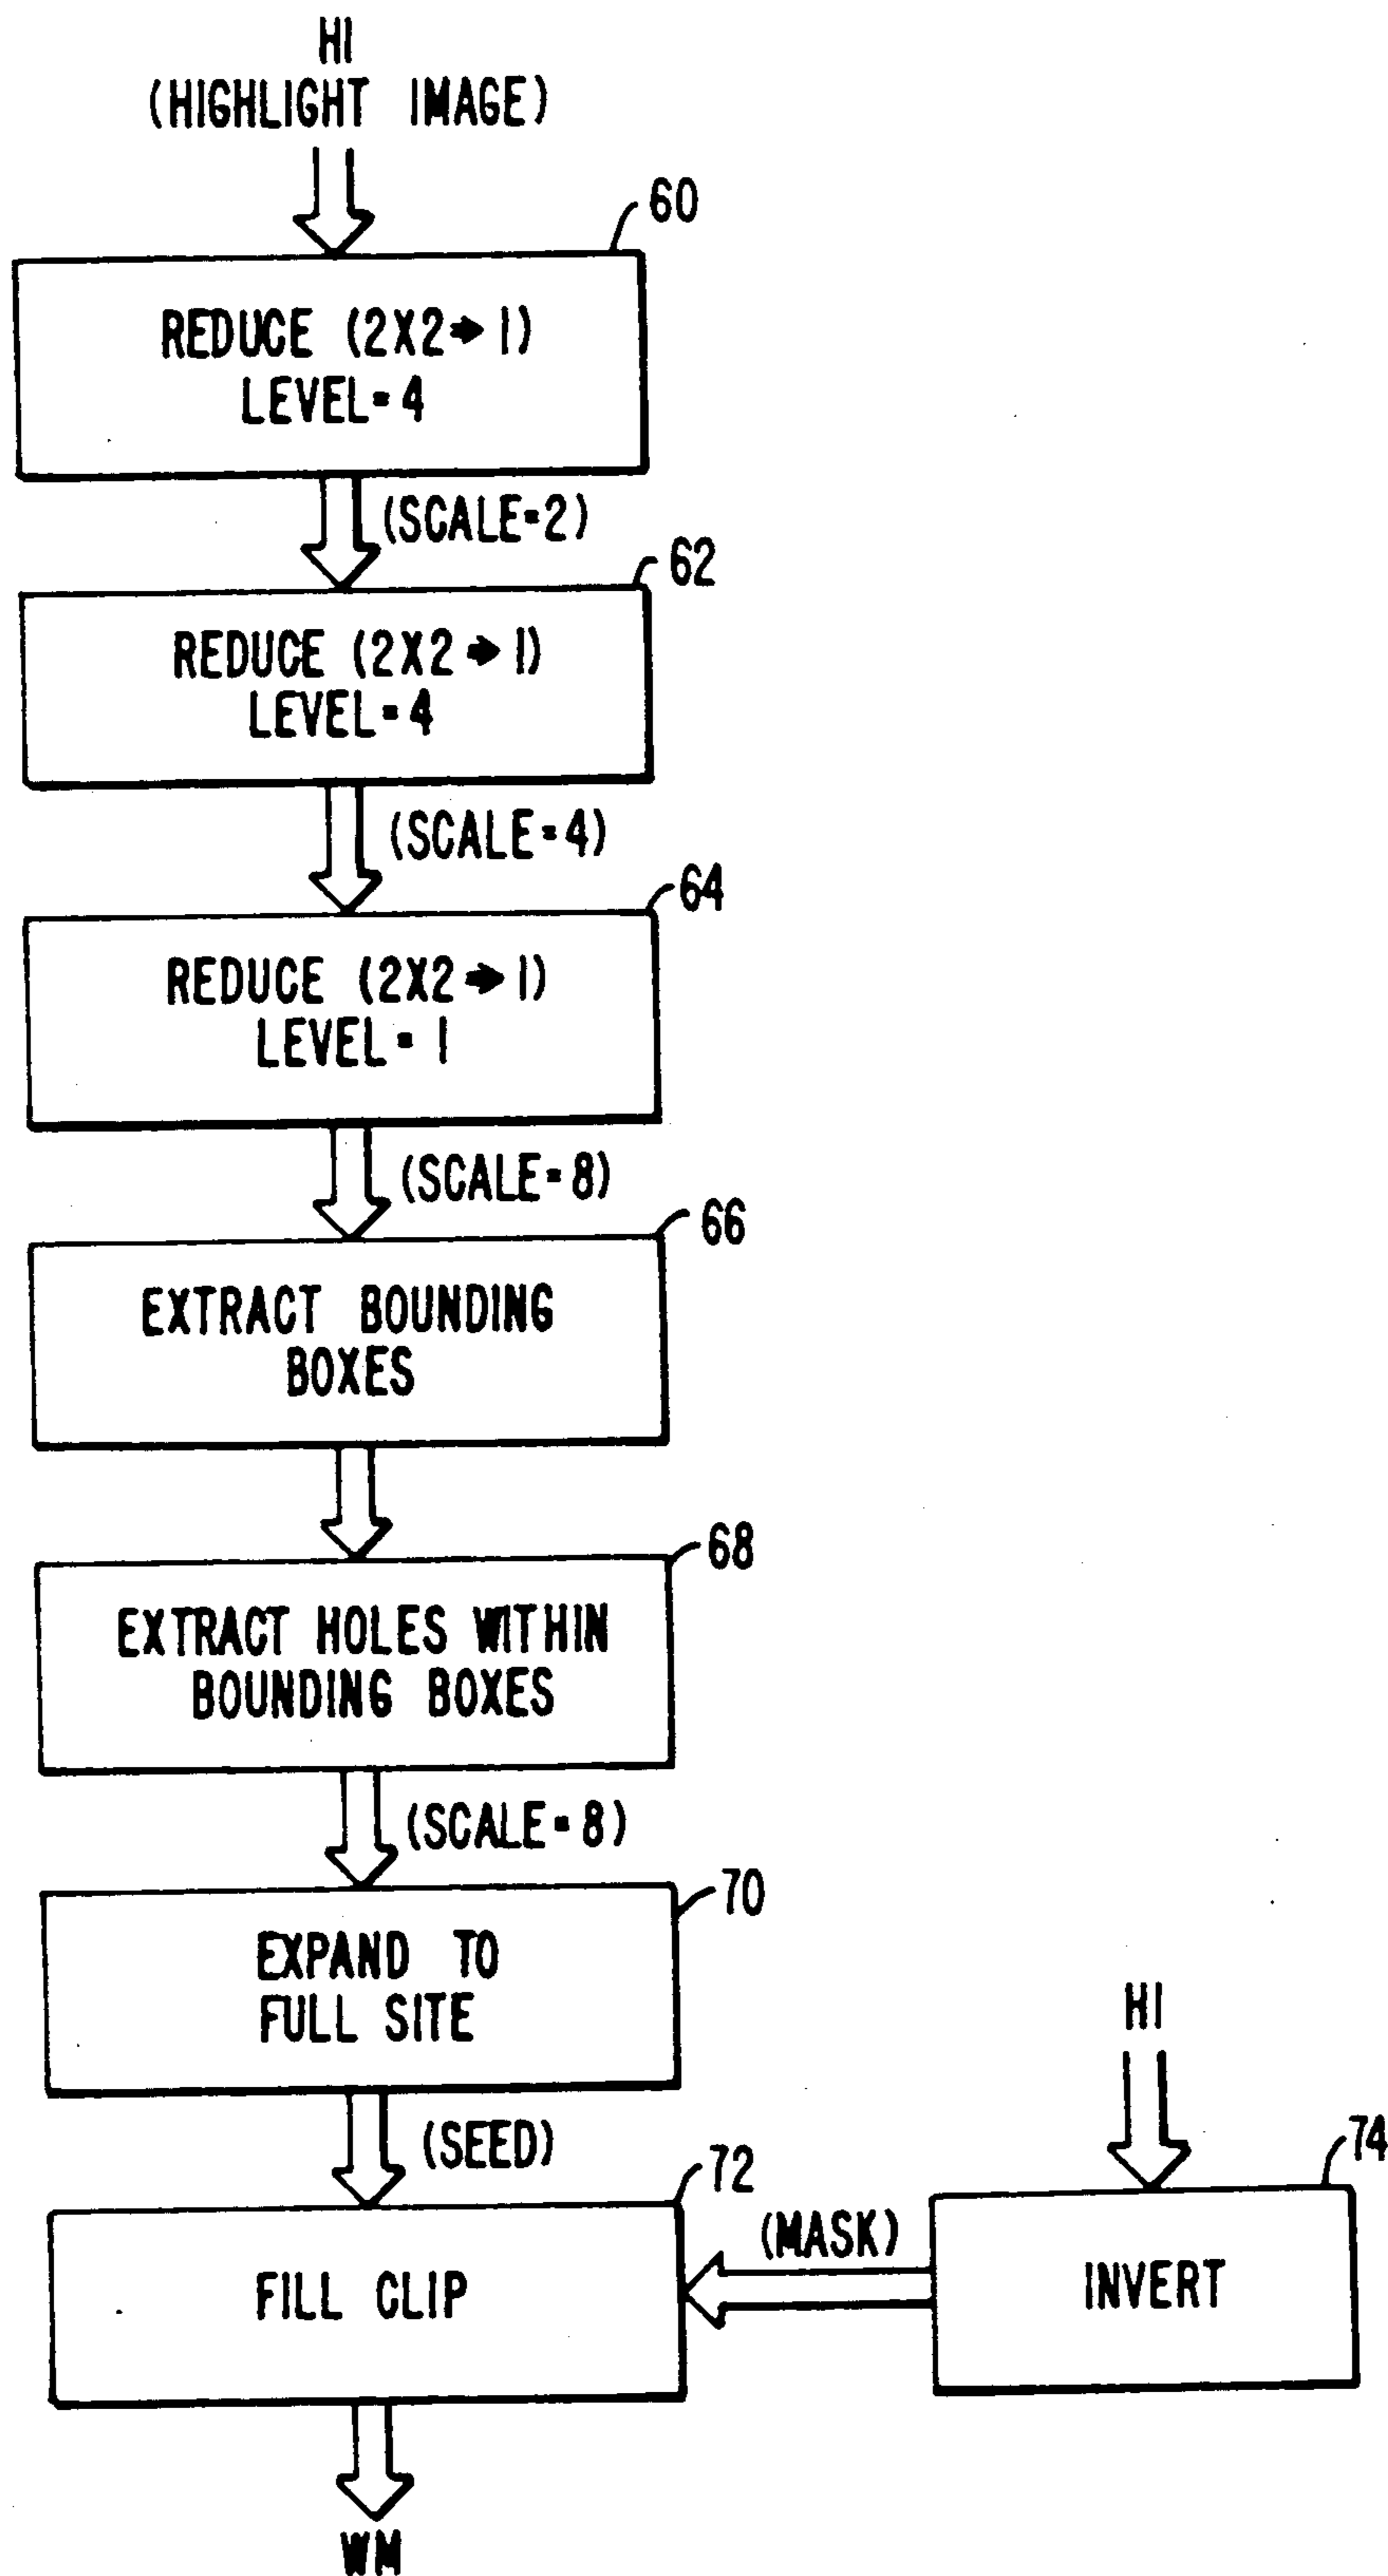 HI
(HIGHLIGHT IMAGE)
60
REDUCE (2X2➔1)
LEVEL=4
(SCALE=2)
62
REDUCE (2X2➔1)
LEVEL=4
(SCALE=4)
64
REDUCE (2X2➔1)
LEVEL=1
(SCALE=8)
66
EXTRACT BOUNDING
BOXES
68
EXTRACT HOLES WITHIN
BOUNDING BOXES
(SCALE=8)
70
EXPAND TO
FULL SITE
HI
(SEED)
72
74
(MASK)
FILL CLIP
INVERT
WM